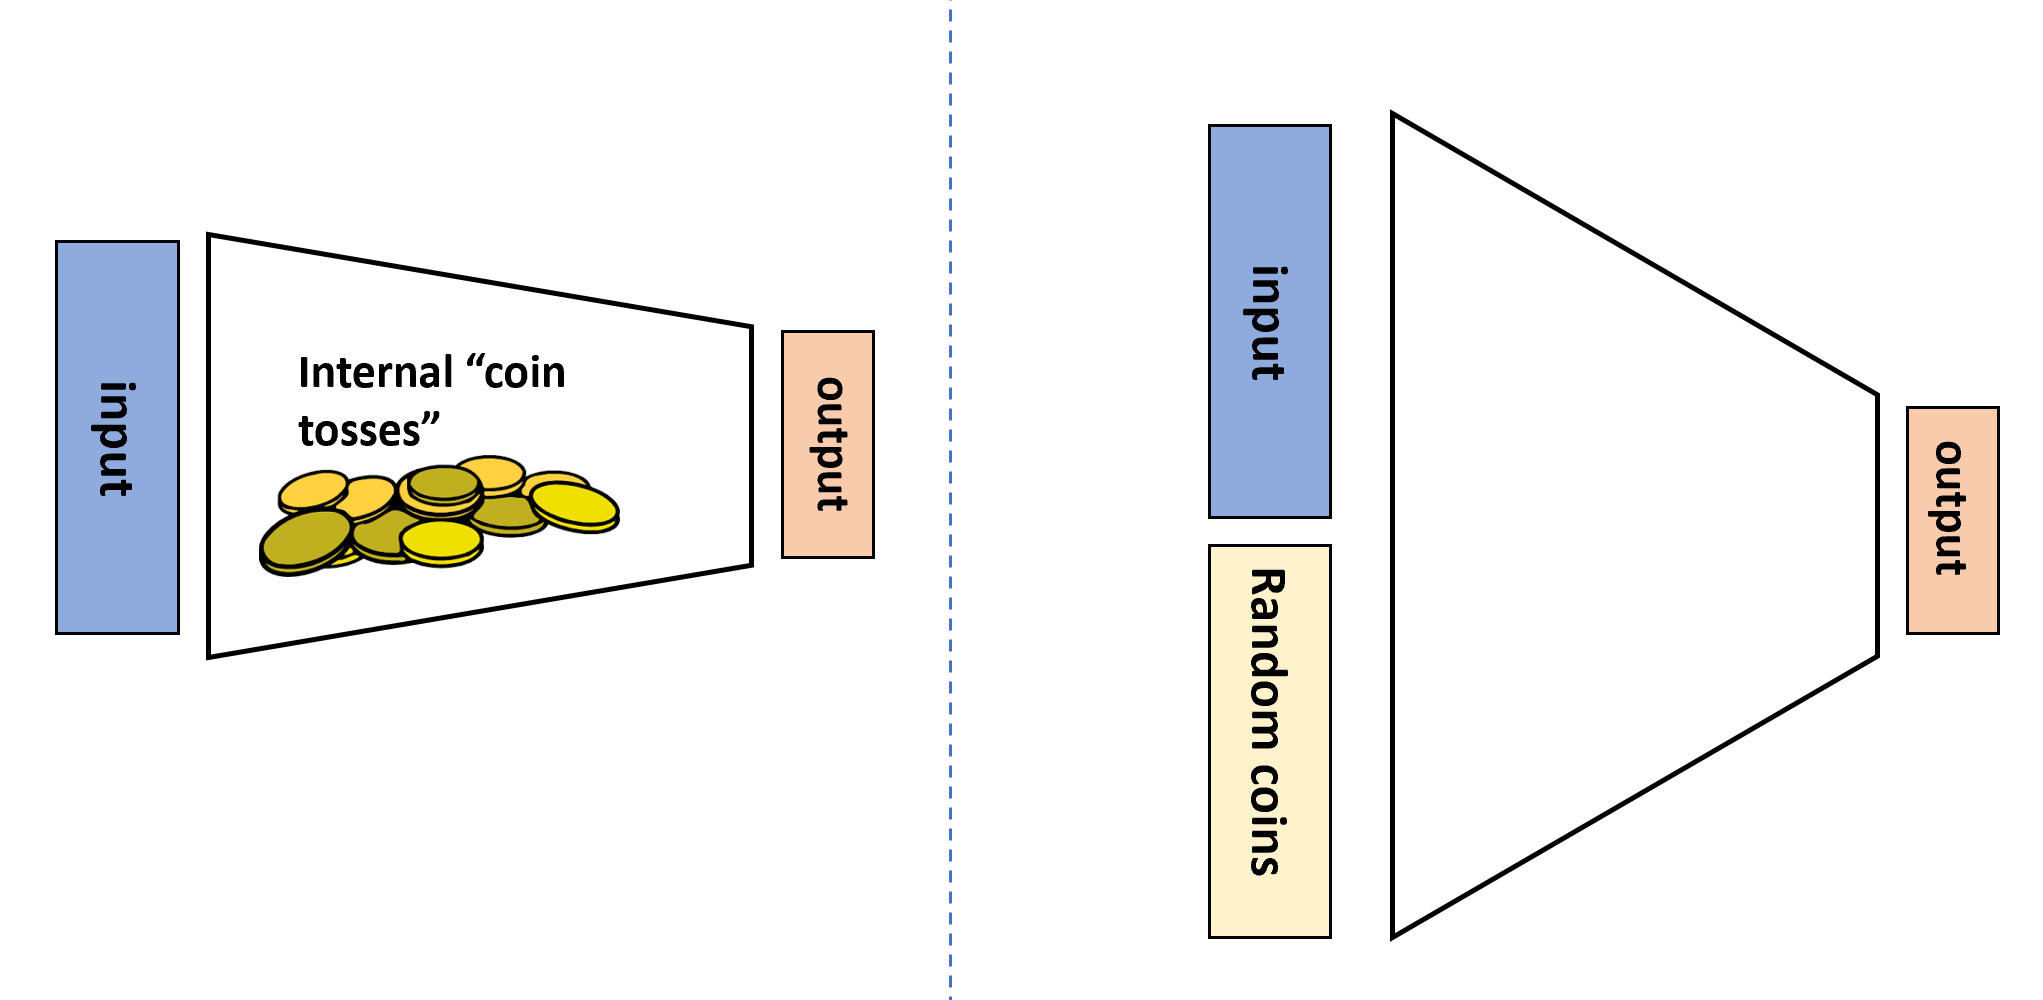 input
Internal “coin
tosses”
output
input
Random coins
output